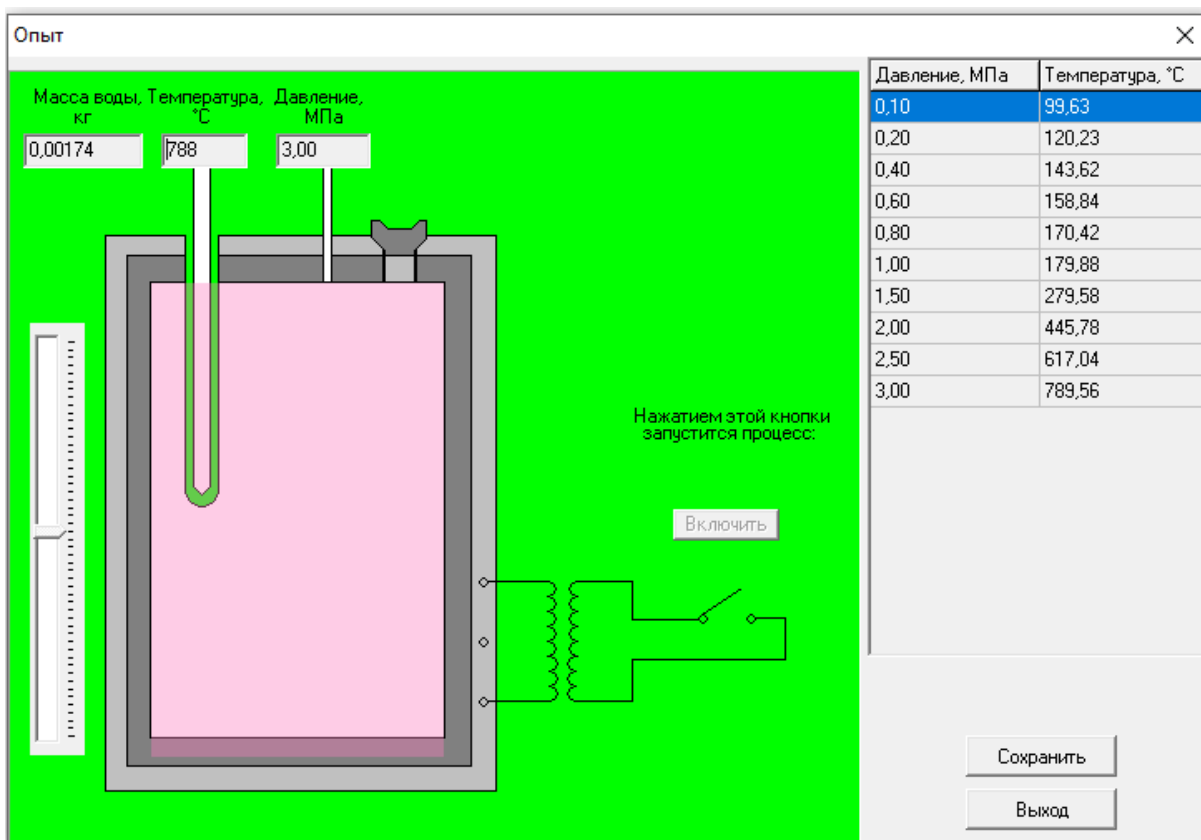 Опыт
Масса воды, кг
Температура, °C
Давление, МПа
0,00174
788
3,00
Нажатием этой кнопки
запустится процесс:
Включить
Давление, МПа Температура, °C
0,10 99,63
0,20 120,23
0,40 143,62
0,60 158,84
0,80 170,42
1,00 179,88
1,50 279,58
2,00 445,78
2,50 617,04
3,00 789,56
Сохранить
Выход